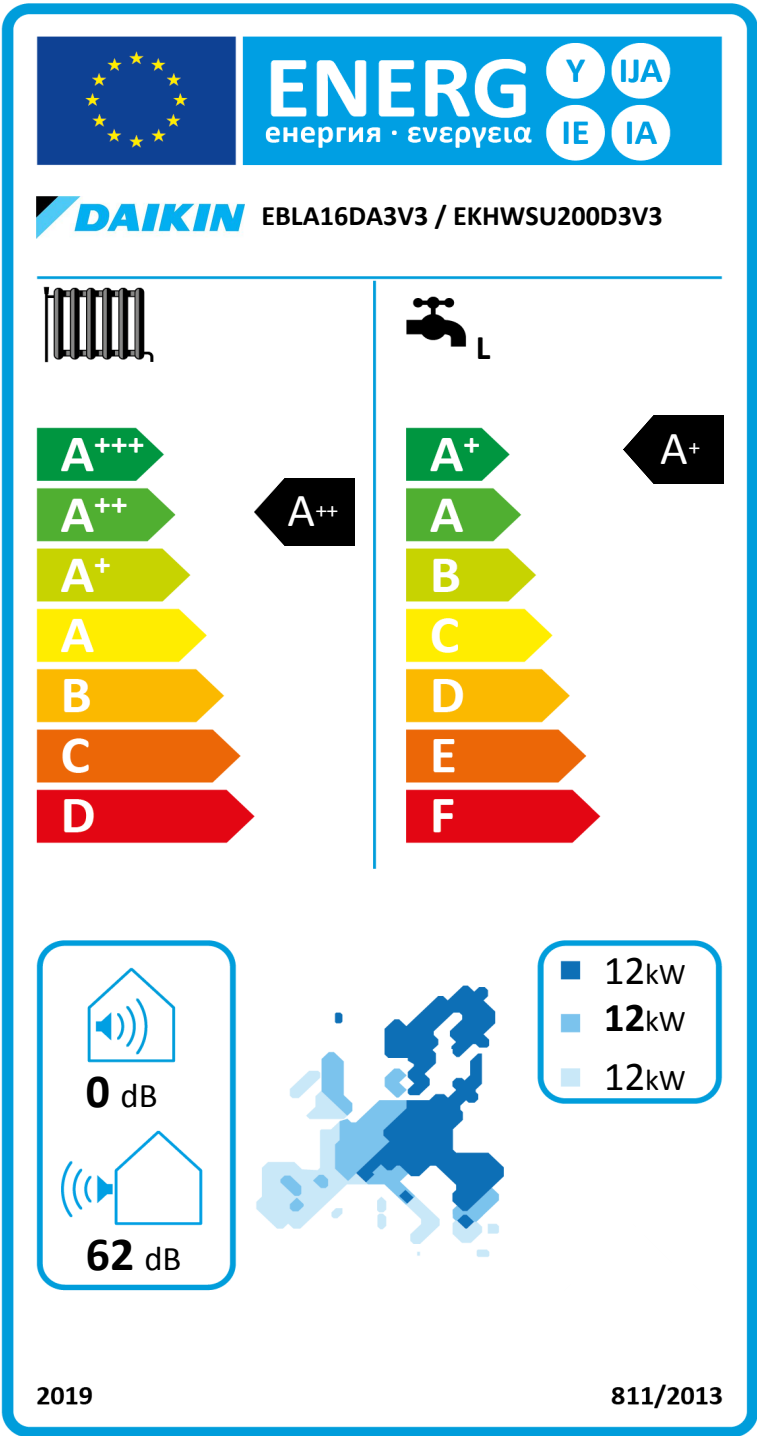 ENERG Y IJA
енергия · ενεργεια IE IA
DAIKIN EBLA16DA3V3 / EKHWSU200D3V3
L
A+++
A++
A+
A
B
C
D
A++
A+
A
B
C
D
E
F
A+
0 dB
62 dB
12kW
12kW
12kW
2019
811/2013